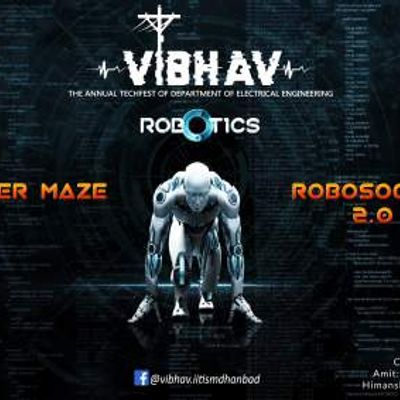 VIBHAV
THE ANNUAL TECHFEST OF DEPARTMENT OF ELECTRICAL ENGINEERING
ROBOTICS
ER MAZE
ROBOSOC
2.0
C
Amit:
Himansh
@vibhav.iitismdhanbad